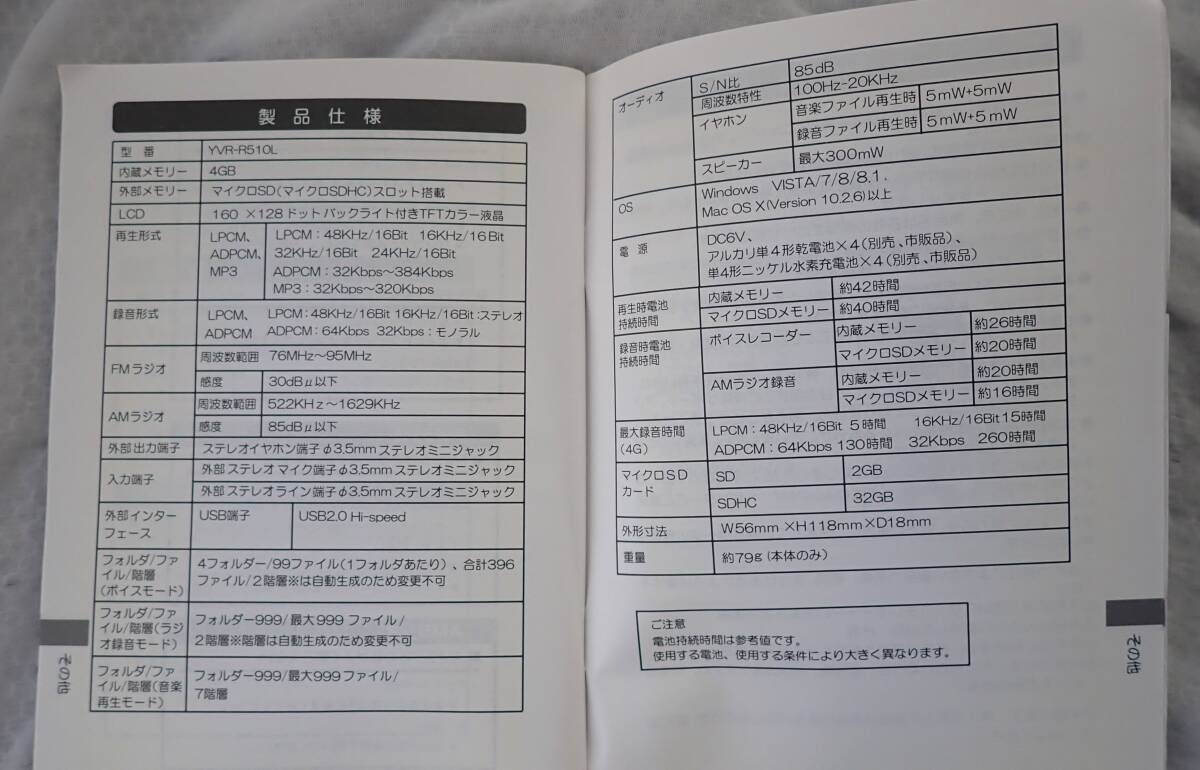 製品仕様
型 番 YVR-R510L
内蔵メモリー 4GB
外部メモリー マイクロSD(マイクロSDHC)スロット搭載
LCD 160 ×128ドットバックライト付きTFTカラー液晶
再生形式 LPCM、 LPCM:48KHz/16Bit 16KHz/16Bit
ADPCM、 32KHz/16Bit 24KHz/16Bit
MP3 ADPCM:32Kbps～384Kbps
MP3:32Kbps～320Kbps
録音形式 LPCM、 LPCM:48KHz/16Bit 16KHz/16Bit:ステレオ
ADPCM ADPCM:64Kbps 32Kbps:モノラル
FMラジオ 周波数範囲 76MHz～95MHz
感度 30dBμ以下
AMラジオ 周波数範囲 522KHz～1629KHz
感度 85dBμ以下
外部出力端子 ステレオイヤホン端子φ3.5mmステレオミニジャック
入力端子 外部ステレオマイク端子φ3.5mmステレオミニジャック
外部ステレオライン端子φ3.5mmステレオミニジャック
外部インター USB端子 USB2.0 Hi-speed
フェース
フォルダ/ファ 4フォルダー/99ファイル(1フォルダあたり)、合計396
イル/階層 ファイル/2階層※は自動生成のため変更不可
(ボイスモード)
フォルダ/ファ フォルダー999/最大999ファイル/
イル/階層(ラジ 2階層※階層は自動生成のため変更不可
オ録音モード)
フォルダ/ファ フォルダー999/最大999ファイル/
イル/階層(音楽 7階層
再生モード)
その他
オーディオ S/N比 85dB
周波数特性 100Hz-20KHz
イヤホン 音楽ファイル再生時 5mW+5mW
録音ファイル再生時 5mW+5mW
スピーカー 最大300mW
OS Windows VISTA/7/8/8.1.
Mac OS X(Version 10.2.6)以上
電 源 DC6V、
アルカリ単4形乾電池×4(別売、市販品)、
単4形ニッケル水素充電池×4(別売、市販品)
再生時電池 内蔵メモリー 約42時間
持続時間 マイクロSDメモリー 約40時間
録音時電池 ボイスレコーダー 内蔵メモリー 約26時間
持続時間 マイクロSDメモリー 約20時間
AMラジオ録音 内蔵メモリー 約20時間
マイクロSDメモリー 約16時間
最大録音時間 LPCM:48KHz/16Bit 5時間 16KHz/16Bit 15時間
(4G) ADPCM:64Kbps 130時間 32Kbps 260時間
マイクロSD SD 2GB
カード SDHC 32GB
外形寸法 W56mm ×H118mm×D18mm
重量 約79g(本体のみ)
ご注意
電池持続時間は参考値です。
使用する電池、使用する条件により大きく異なります。
その他